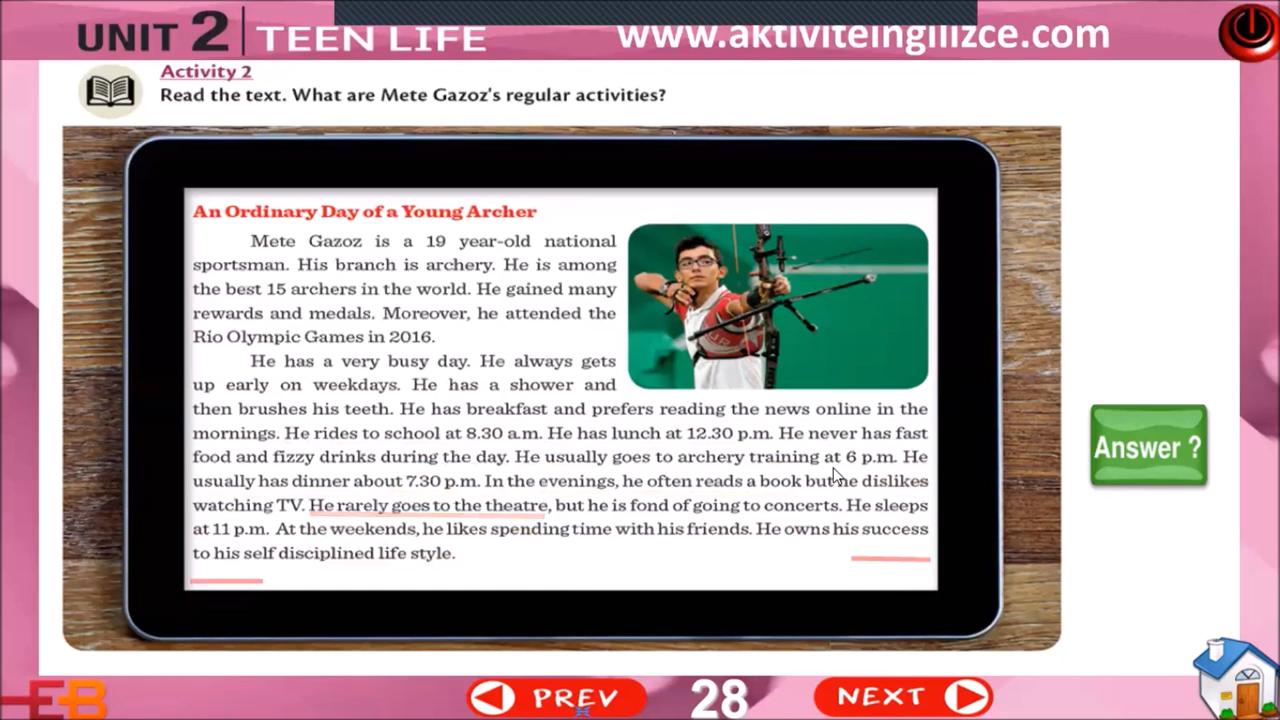 UNIT 2 TEEN LIFE www.aktiviteingilizce.com
Activity 2
Read the text. What are Mete Gazoz's regular activities?
An Ordinary Day of a Young Archer
Mete Gazoz is a 19 year-old national
sportsman. His branch is archery. He is among
the best 15 archers in the world. He gained many
rewards and medals. Moreover, he attended the
Rio Olympic Games in 2016.
He has a very busy day. He always gets
up early on weekdays. He has a shower and
then brushes his teeth. He has breakfast and prefers reading the news online in the
mornings. He rides to school at 8.30 a.m. He has lunch at 12.30 p.m. He never has fast
food and fizzy drinks during the day. He usually goes to archery training at 6 p.m. He
usually has dinner about 7.30 p.m. In the evenings, he often reads a book but he dislikes
watching TV. He rarely goes to the theatre, but he is fond of going to concerts. He sleeps
at 11 p.m. At the weekends, he likes spending time with his friends. He owns his success
to his self disciplined life style.
Answer ?
EB
PREV 28 NEXT